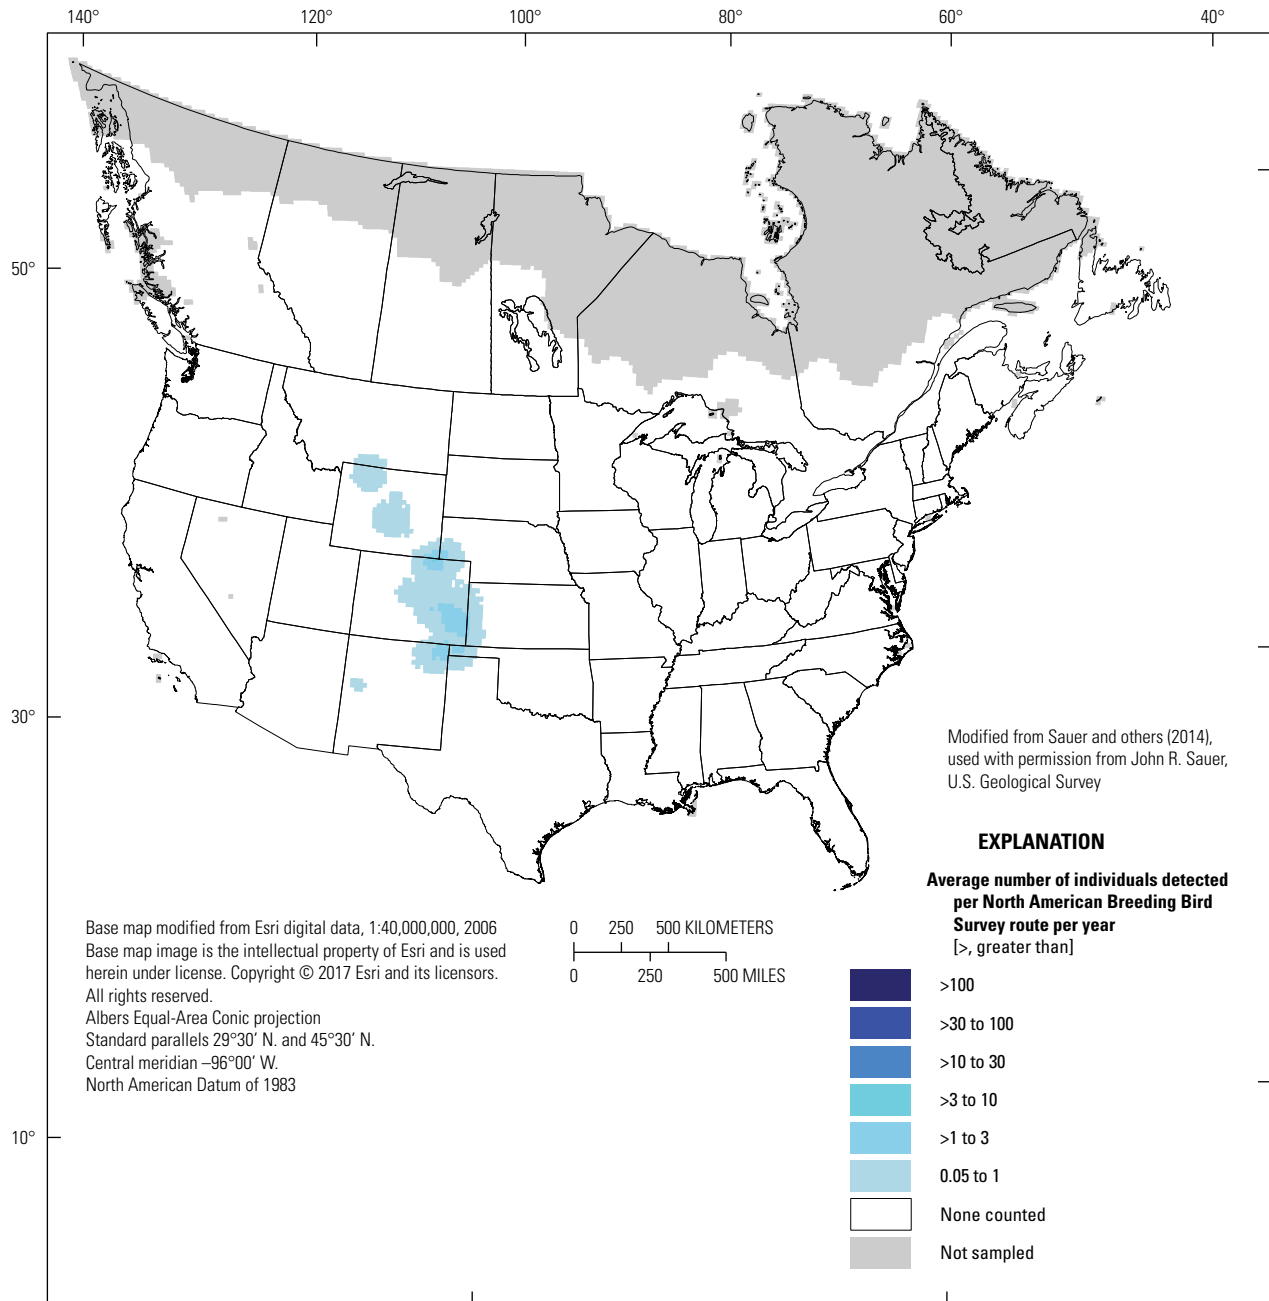 140°
120°
100°
80°
60°
40°
50°
30°
10°
Modified from Sauer and others (2014),
used with permission from John R. Sauer,
U.S. Geological Survey
EXPLANATION
Average number of individuals detected
per North American Breeding Bird
Survey route per year
[>, greater than]
>100
>30 to 100
>10 to 30
>3 to 10
>1 to 3
0.05 to 1
None counted
Not sampled
Base map modified from Esri digital data, 1:40,000,000, 2006
Base map image is the intellectual property of Esri and is used
herein under license. Copyright © 2017 Esri and its licensors.
All rights reserved.
Albers Equal-Area Conic projection
Standard parallels 29°30′ N. and 45°30′ N.
Central meridian –96°00′ W.
North American Datum of 1983
0 250 500 KILOMETERS
0 250 500 MILES